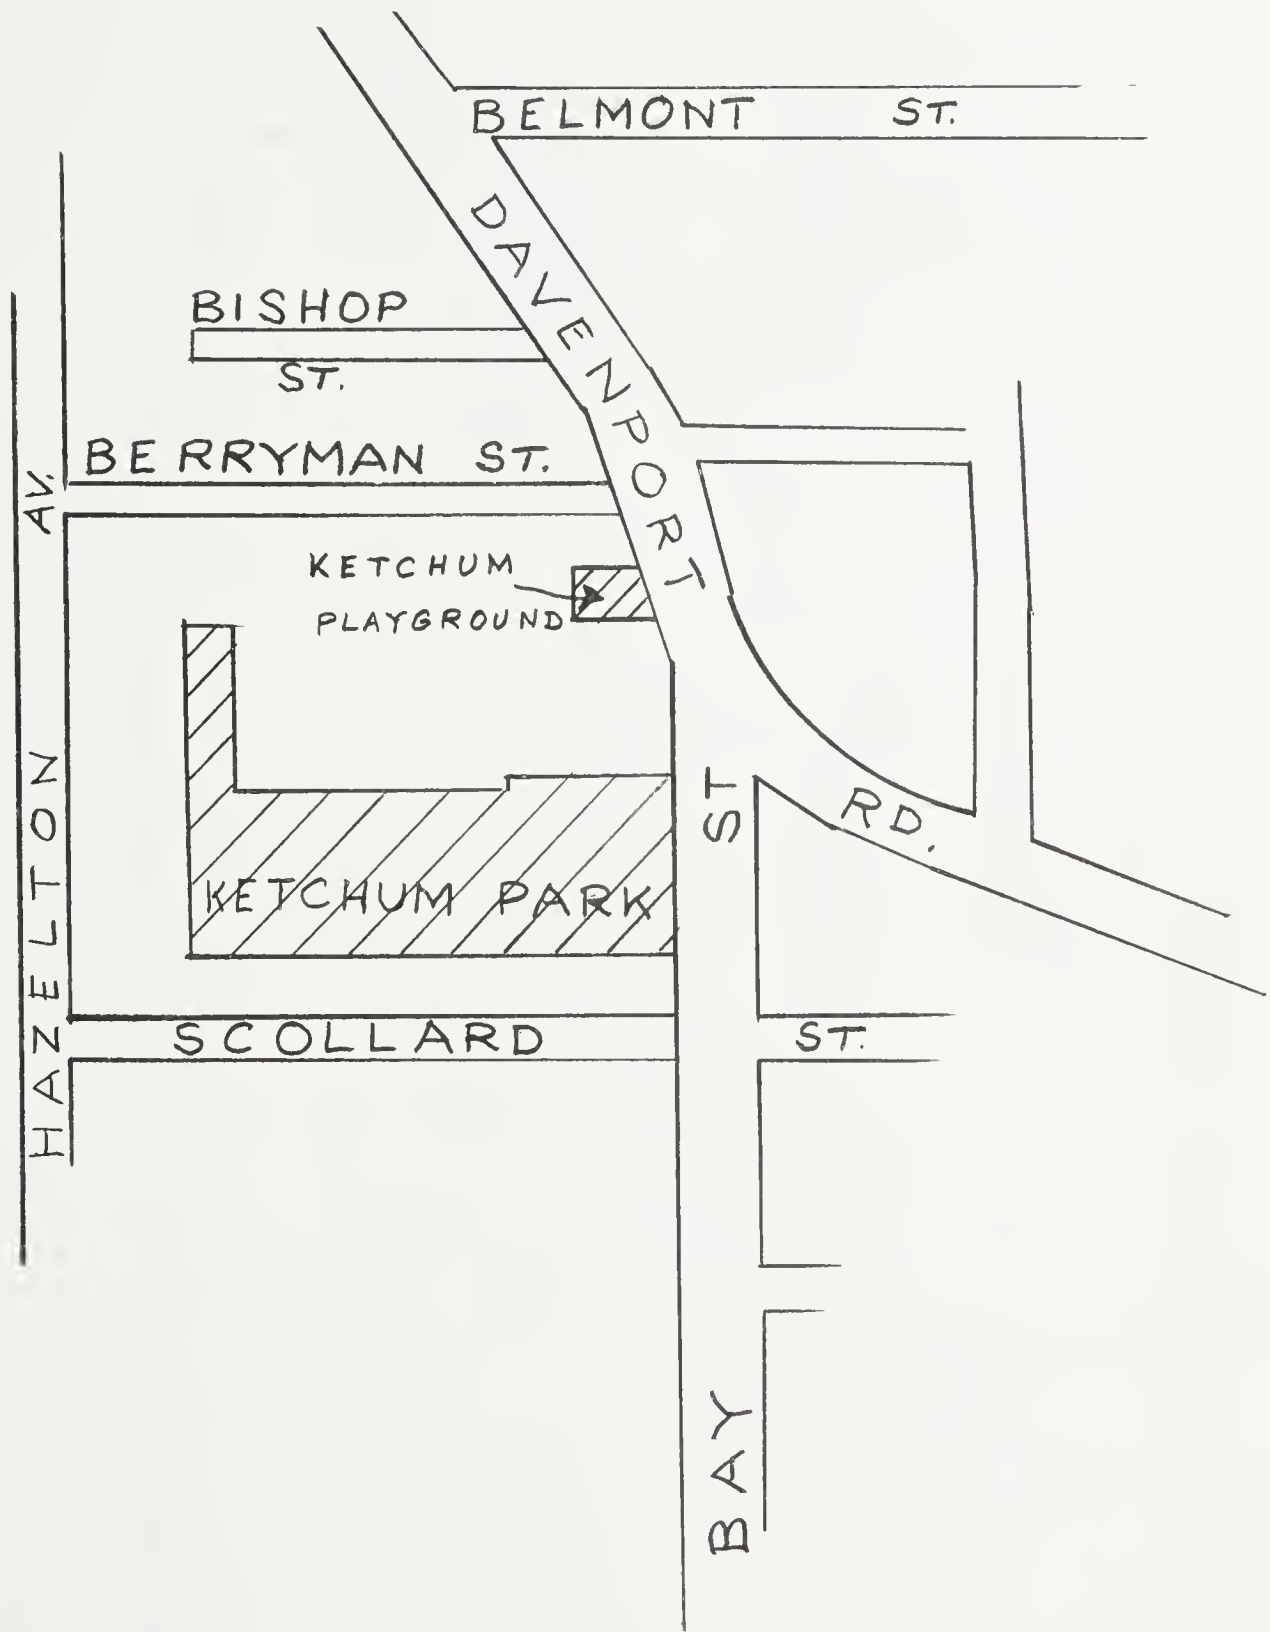 BELMONT ST.
DAVENPORT RD.
BISHOP
ST.
BERRYMAN ST.
HAZELTON AV.
KETCHUM
PLAYGROUND
KETCHUM PARK
SCOLLARD ST.
BAY ST